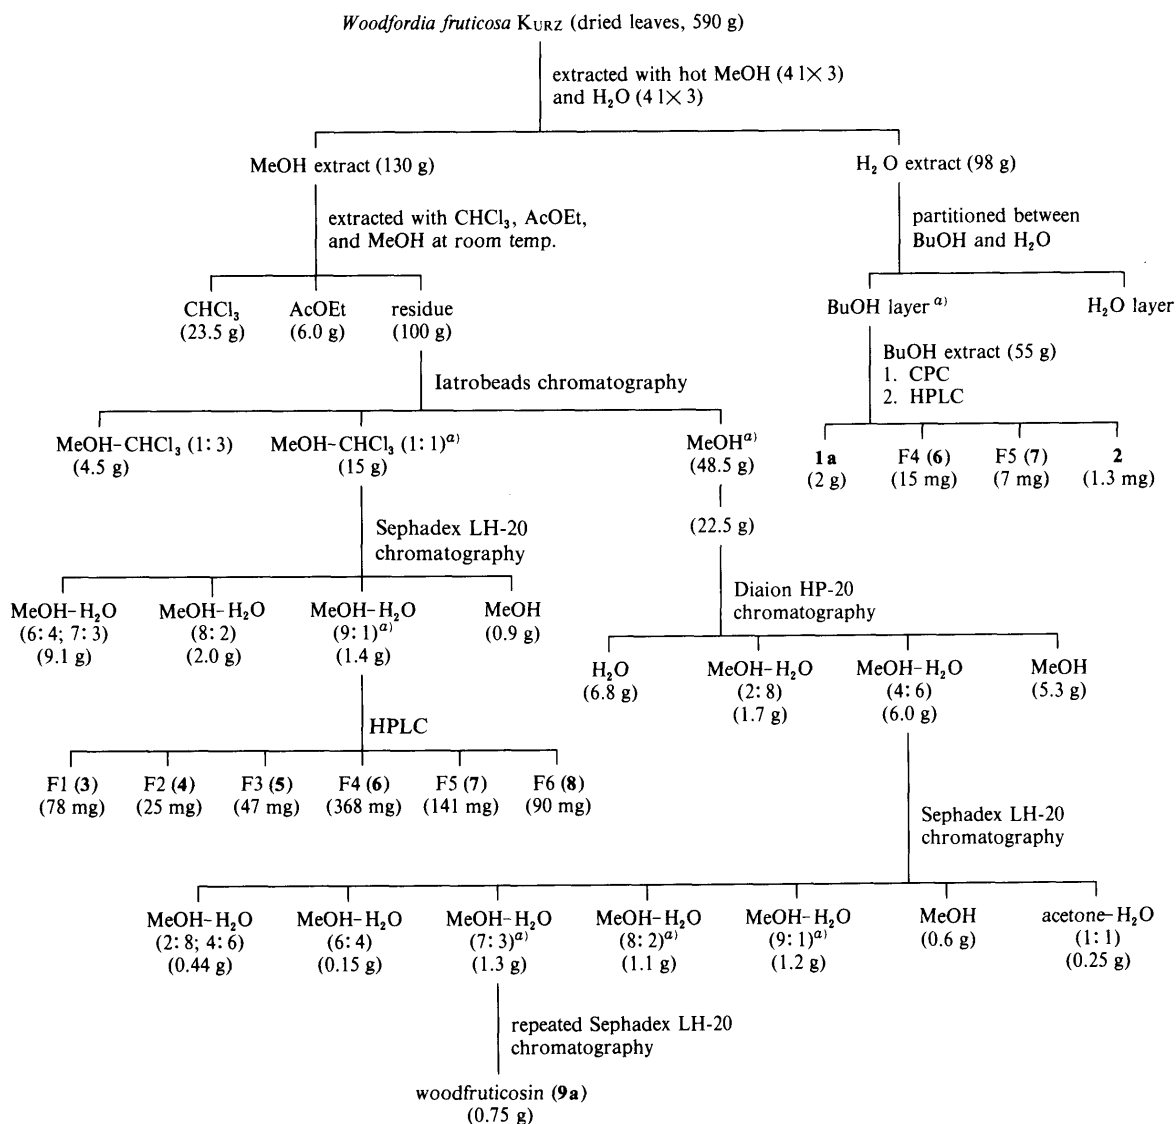 Woodfordia fruticosa KURZ (dried leaves, 590 g)
extracted with hot MeOH (4 l× 3)
and H₂O (4 l× 3)
MeOH extract (130 g)
H₂O extract (98 g)
extracted with CHCl₃, AcOEt,
and MeOH at room temp.
partitioned between
BuOH and H₂O
CHCl₃
(23.5 g)
AcOEt
(6.0 g)
residue
(100 g)
BuOH layer ᵃ⁾
H₂O layer
Iatrobeads chromatography
BuOH extract (55 g)
1. CPC
2. HPLC
MeOH–CHCl₃ (1: 3)
(4.5 g)
MeOH–CHCl₃ (1: 1)ᵃ⁾
(15 g)
MeOHᵃ⁾
(48.5 g)
1a
(2 g)
F4 (6)
(15 mg)
F5 (7)
(7 mg)
2
(1.3 mg)
(22.5 g)
Sephadex LH-20
chromatography
Diaion HP-20
chromatography
MeOH–H₂O
(6: 4; 7: 3)
(9.1 g)
MeOH–H₂O
(8: 2)
(2.0 g)
MeOH–H₂O
(9: 1)ᵃ⁾
(1.4 g)
MeOH
(0.9 g)
H₂O
(6.8 g)
MeOH–H₂O
(2: 8)
(1.7 g)
MeOH–H₂O
(4: 6)
(6.0 g)
MeOH
(5.3 g)
HPLC
F1 (3)
(78 mg)
F2 (4)
(25 mg)
F3 (5)
(47 mg)
F4 (6)
(368 mg)
F5 (7)
(141 mg)
F6 (8)
(90 mg)
Sephadex LH-20
chromatography
MeOH–H₂O
(2: 8; 4: 6)
(0.44 g)
MeOH–H₂O
(6: 4)
(0.15 g)
MeOH–H₂O
(7: 3)ᵃ⁾
(1.3 g)
MeOH–H₂O
(8: 2)ᵃ⁾
(1.1 g)
MeOH–H₂O
(9: 1)ᵃ⁾
(1.2 g)
MeOH
(0.6 g)
acetone–H₂O
(1: 1)
(0.25 g)
repeated Sephadex LH-20
chromatography
woodfruticosin (9a)
(0.75 g)